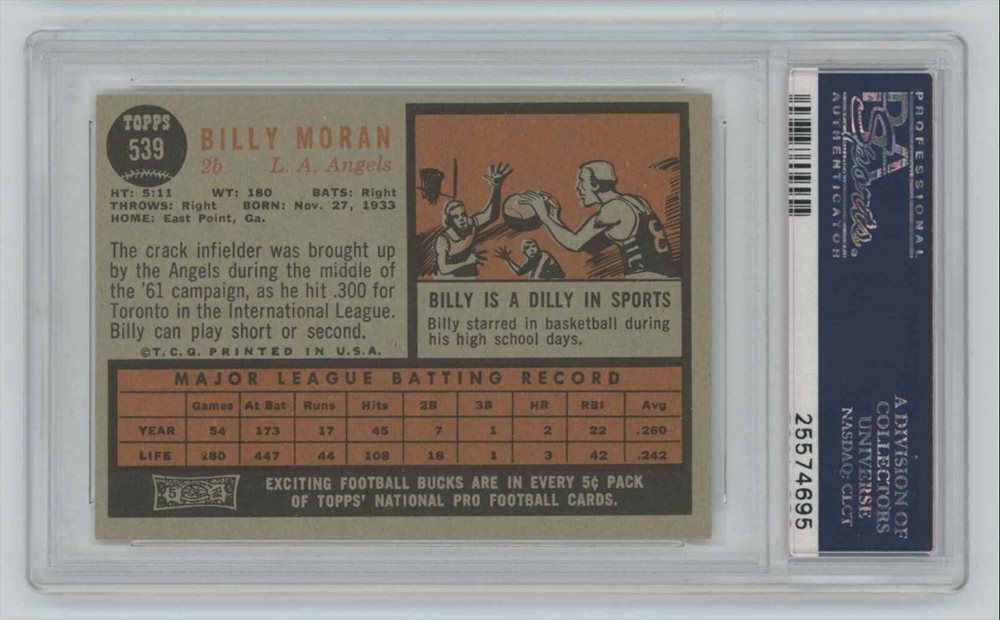 TOPPS
539
BILLY MORAN
2b L. A. Angels
HT: 5:11 WT: 180 BATS: Right
THROWS: Right BORN: Nov. 27, 1933
HOME: East Point, Ga.
The crack infielder was brought up
by the Angels during the middle of
the '61 campaign, as he hit .300 for
Toronto in the International League.
Billy can play short or second.
©T.C.G. PRINTED IN U.S.A.
8
BILLY IS A DILLY IN SPORTS
Billy starred in basketball during
his high school days.
MAJOR LEAGUE BATTING RECORD
Games At Bat Runs Hits 2B 3B HR RBI Avg
YEAR 54 173 17 45 7 1 2 22 .260
LIFE 180 447 44 108 18 1 3 42 .242
EXCITING FOOTBALL BUCKS ARE IN EVERY 5¢ PACK
OF TOPPS' NATIONAL PRO FOOTBALL CARDS.
PROFESSIONAL
PSA
Sports
AUTHENTICATOR
A DIVISION OF
COLLECTORS
UNIVERSE
NASDAQ: CLCT
25574695